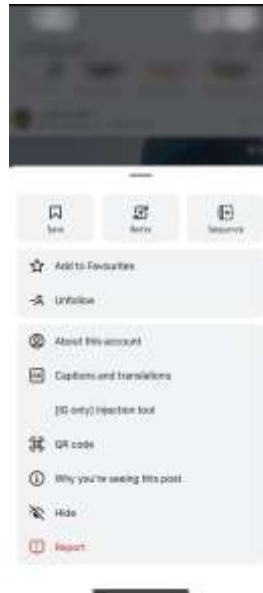 Save
Remix
Sequence
Add to Favourites
Unfollow
About this account
Captions and translations
[IG only] Injection tool
QR code
Why you're seeing this post
Hide
Report